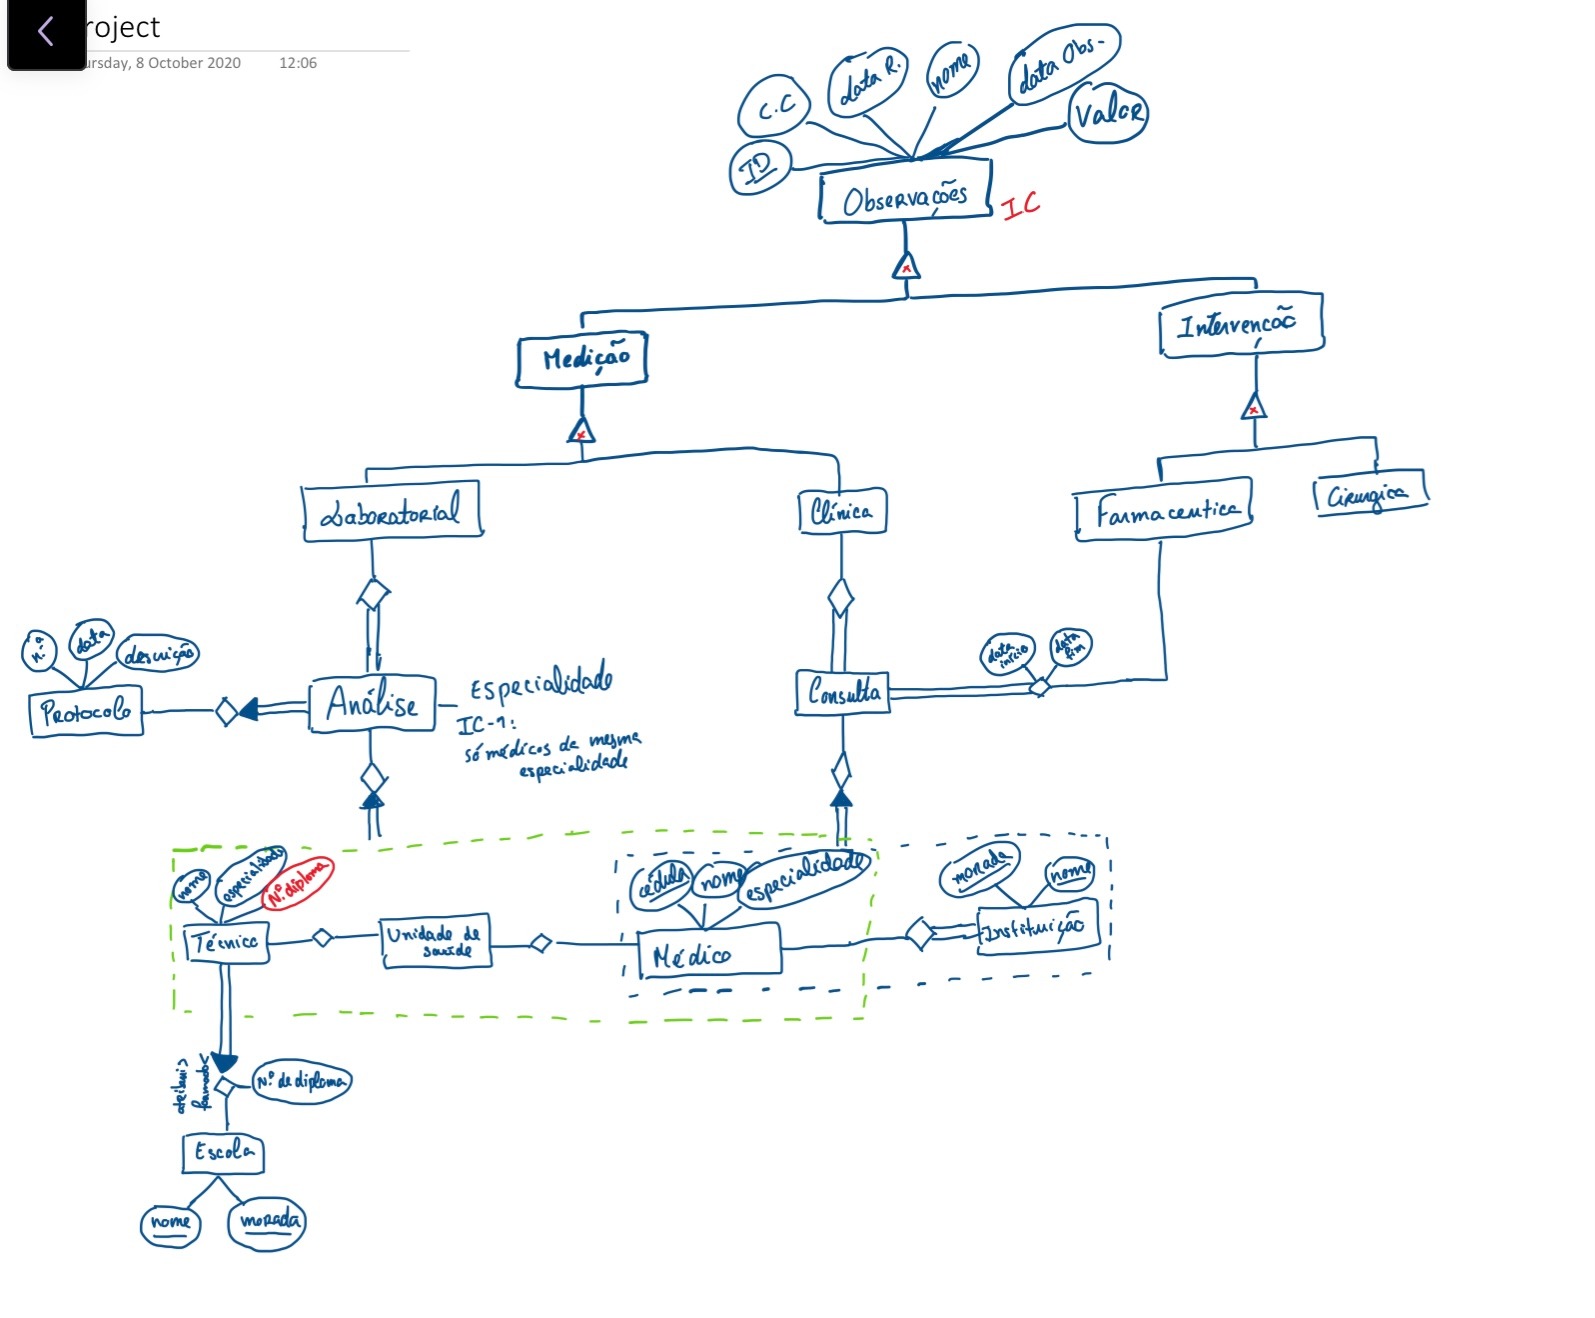 roject
ursday, 8 October 2020 12:06
C.C
data R.
nome
data Obs-
Valor
ID
Observações
IC
x
Medição
Intervenção
x
x
Laboratorial
Clínica
Farmaceutica
Cirurgica
n.º
data
descrição
Protocolo
Análise
Especialidade
IC-1:
só médicos da mesma
especialidade
Consulta
data
início
data
fim
nome
especialidade
Nº diploma
Técnico
Unidade de
saúde
cédula
nome
especialidade
Médico
morada
nome
Instituição
formado
Nº de diploma
Escola
nome
morada